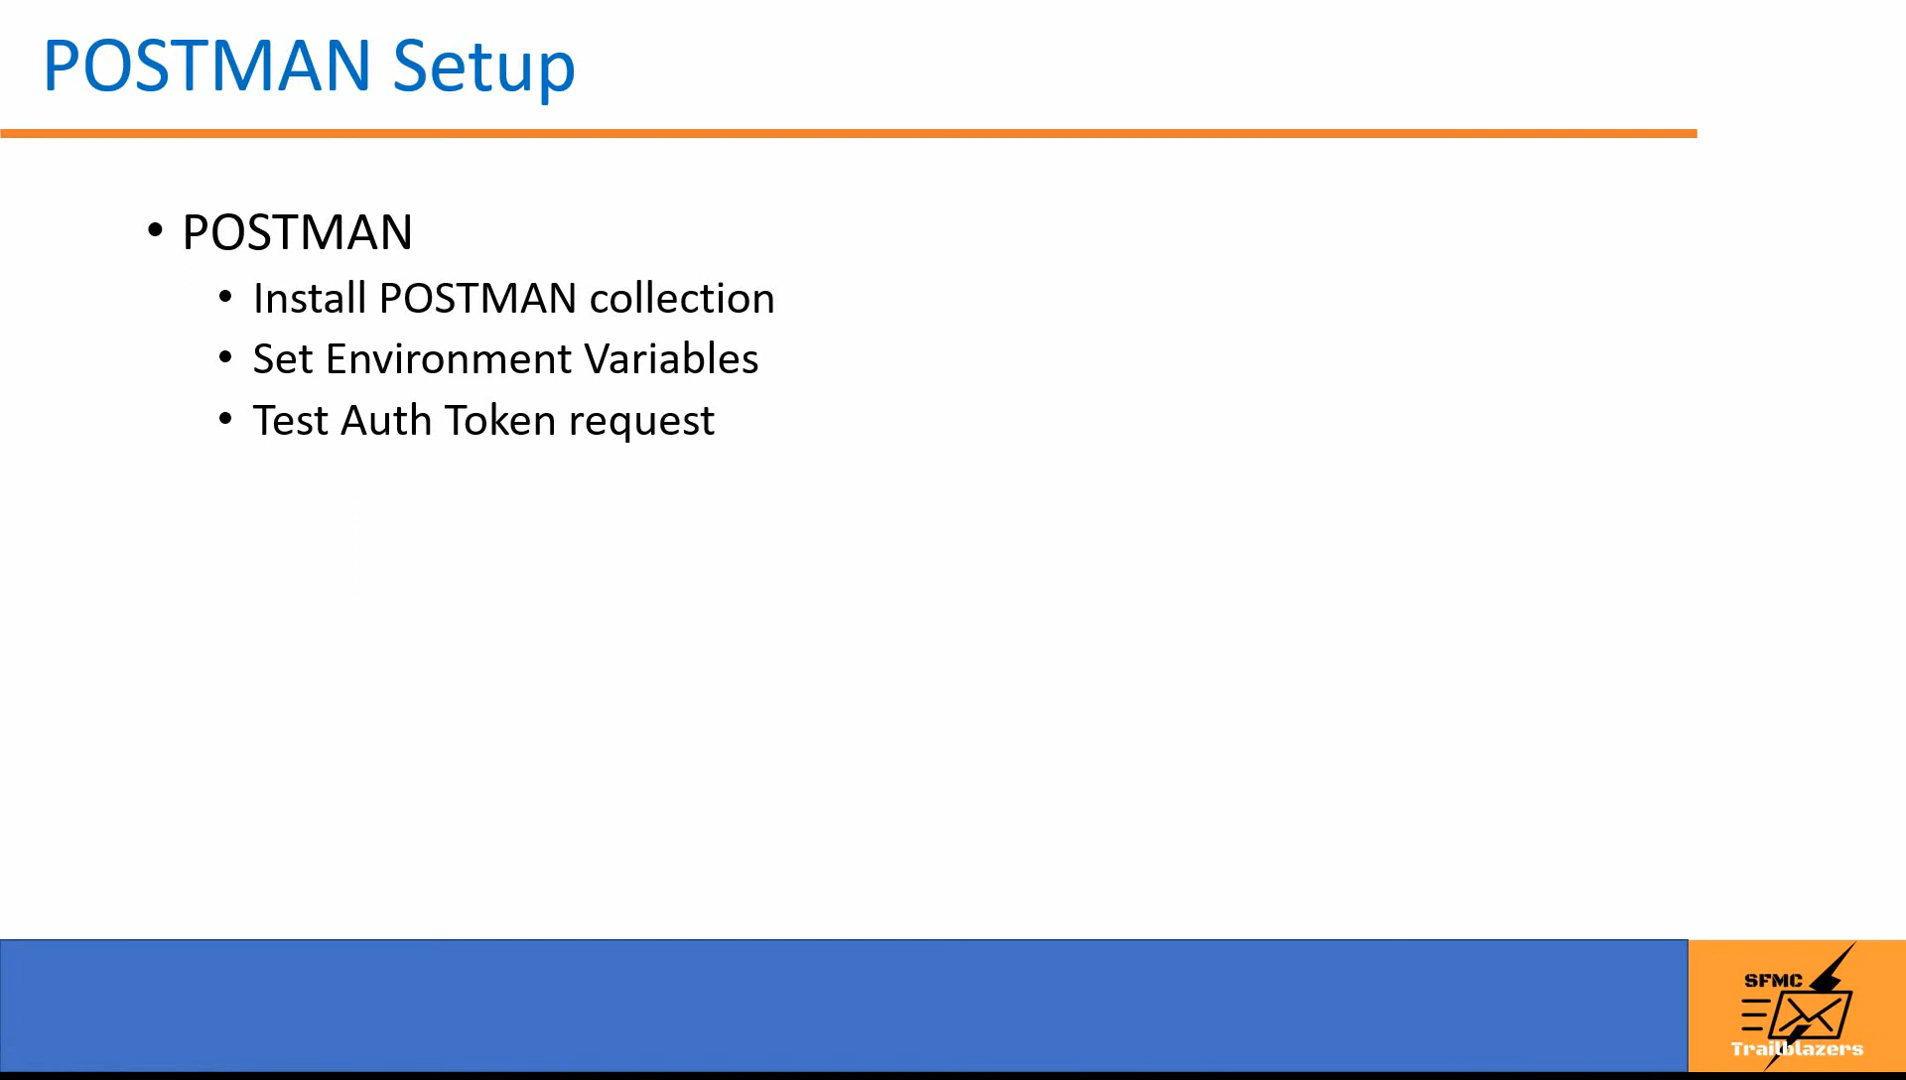 POSTMAN Setup
• POSTMAN
• Install POSTMAN collection
• Set Environment Variables
• Test Auth Token request
SFMC
Trailblazers